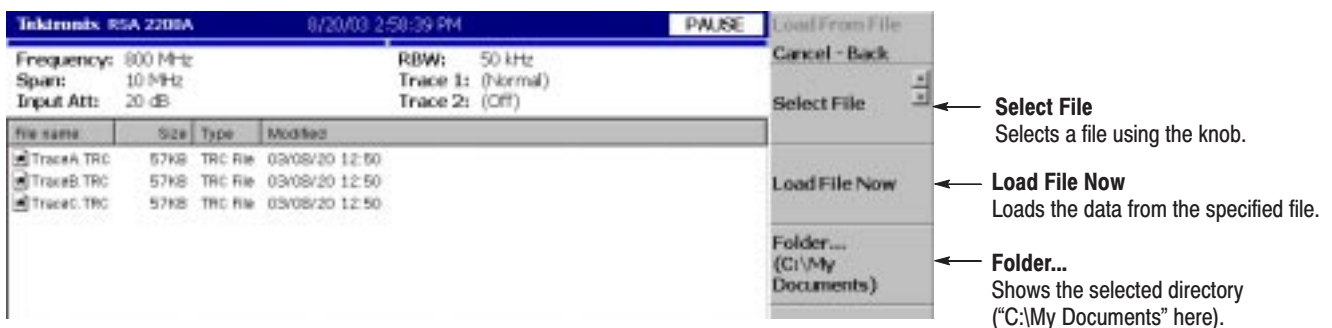 Tektronix RSA 2200A 8/20/03 2:58:39 PM PAUSE
Frequency: 800 MHz RBW: 50 kHz
Span: 10 MHz Trace 1: (Normal)
Input Att: 20 dB Trace 2: (Off)
File name Size Type Modified
TraceA.TRC 57KB TRC File 03/08/20 12:50
TraceB.TRC 57KB TRC File 03/08/20 12:50
TraceC.TRC 57KB TRC File 03/08/20 12:50
Load From File
Cancel - Back
Select File
Load File Now
Folder...
(C:\My
Documents)
Select File
Selects a file using the knob.
Load File Now
Loads the data from the specified file.
Folder...
Shows the selected directory
(“C:\My Documents” here).